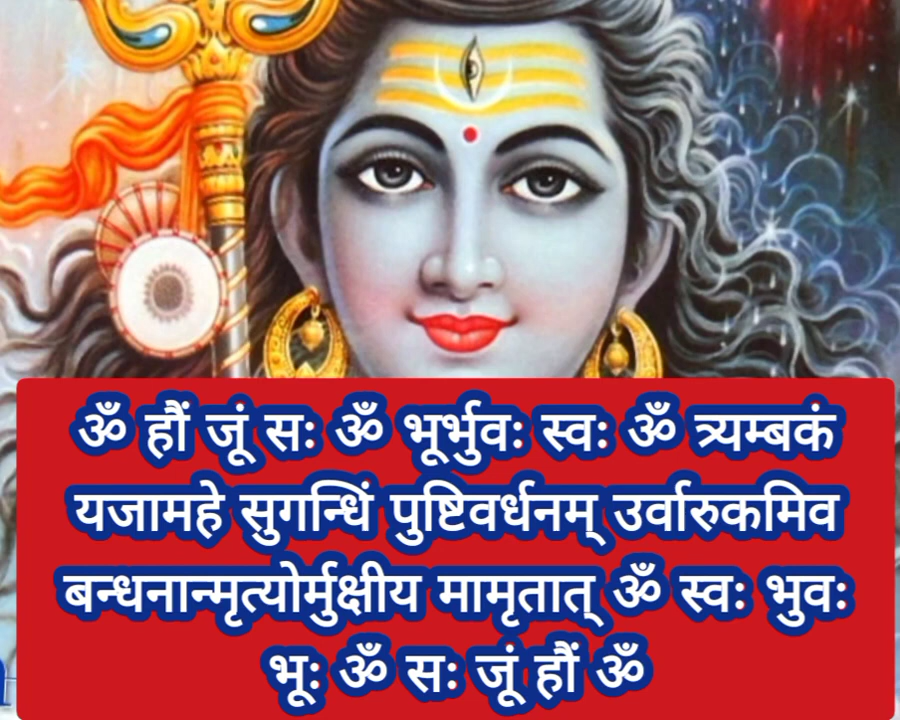 ॐ हौं जूं सः ॐ भूर्भुवः स्वः ॐ त्र्यम्बकं
यजामहे सुगन्धिं पुष्टिवर्धनम् उर्वारुकमिव
बन्धनान्मृत्योर्मुक्षीय मामृतात् ॐ स्वः भुवः
भूः ॐ सः जूं हौं ॐ